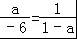 a/−6 = 1/(1−a)